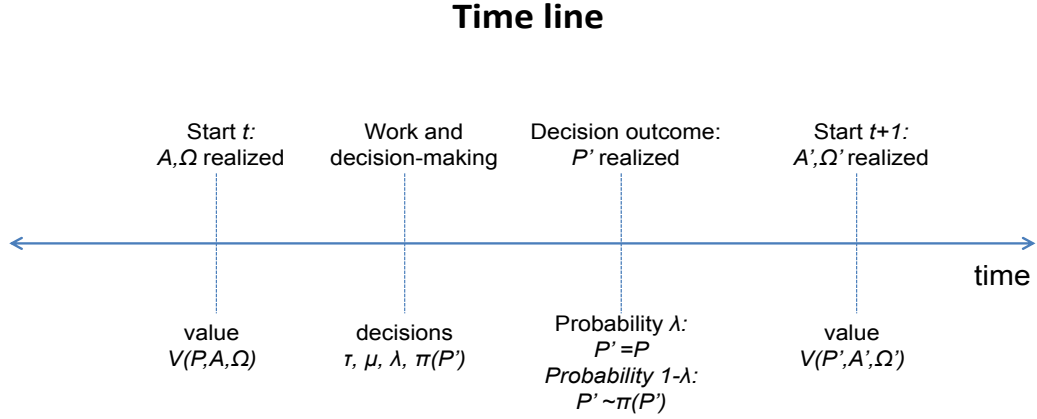 Time line
Start t:
A,Ω realized
Work and
decision-making
Decision outcome:
P’ realized
Start t+1:
A’,Ω’ realized
time
value
V(P,A,Ω)
decisions
τ, μ, λ, π(P’)
Probability λ:
P’ =P
Probability 1-λ:
P’ ~π(P’)
value
V(P’,A’,Ω’)